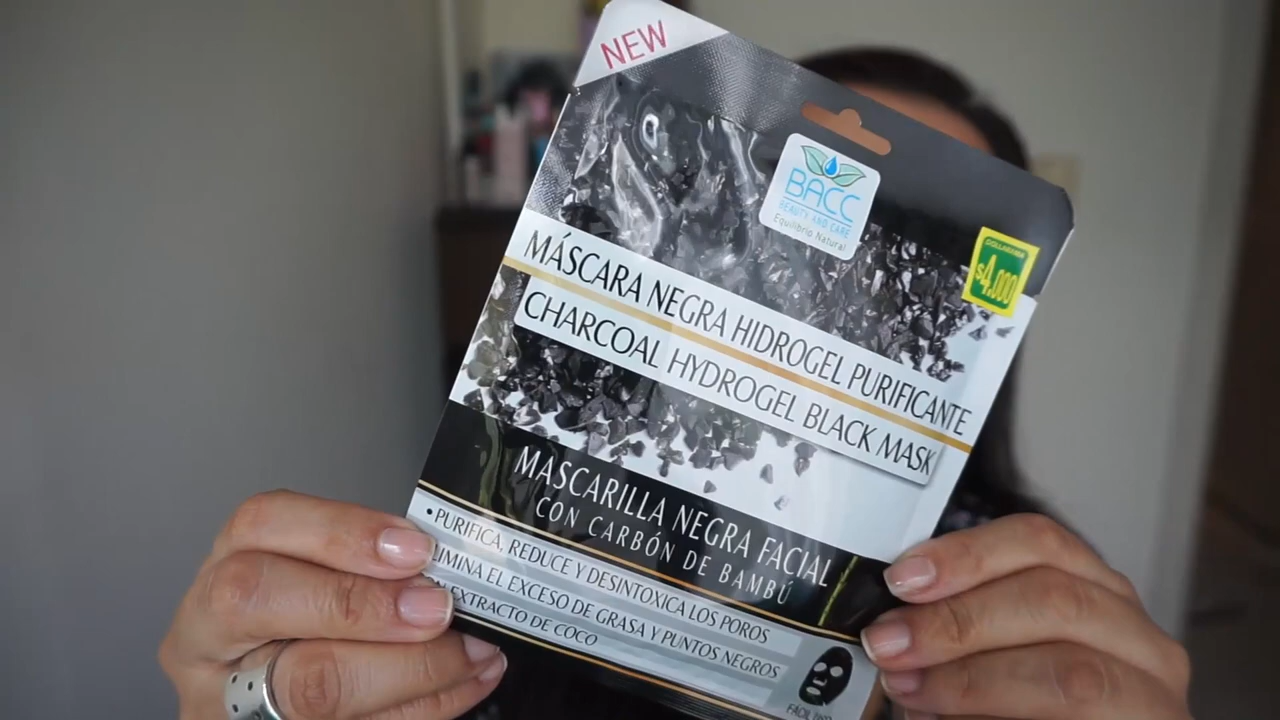 NEW
BACC
BEAUTY AND CARE
Equilibrio Natural
$4.000
MÁSCARA NEGRA HIDROGEL PURIFICANTE
CHARCOAL HYDROGEL BLACK MASK
MASCARILLA NEGRA FACIAL
CON CARBÓN DE BAMBÚ
• PURIFICA, REDUCE Y DESINTOXICA LOS POROS
LIMINA EL EXCESO DE GRASA Y PUNTOS NEGROS
EXTRACTO DE COCO
FACIAL